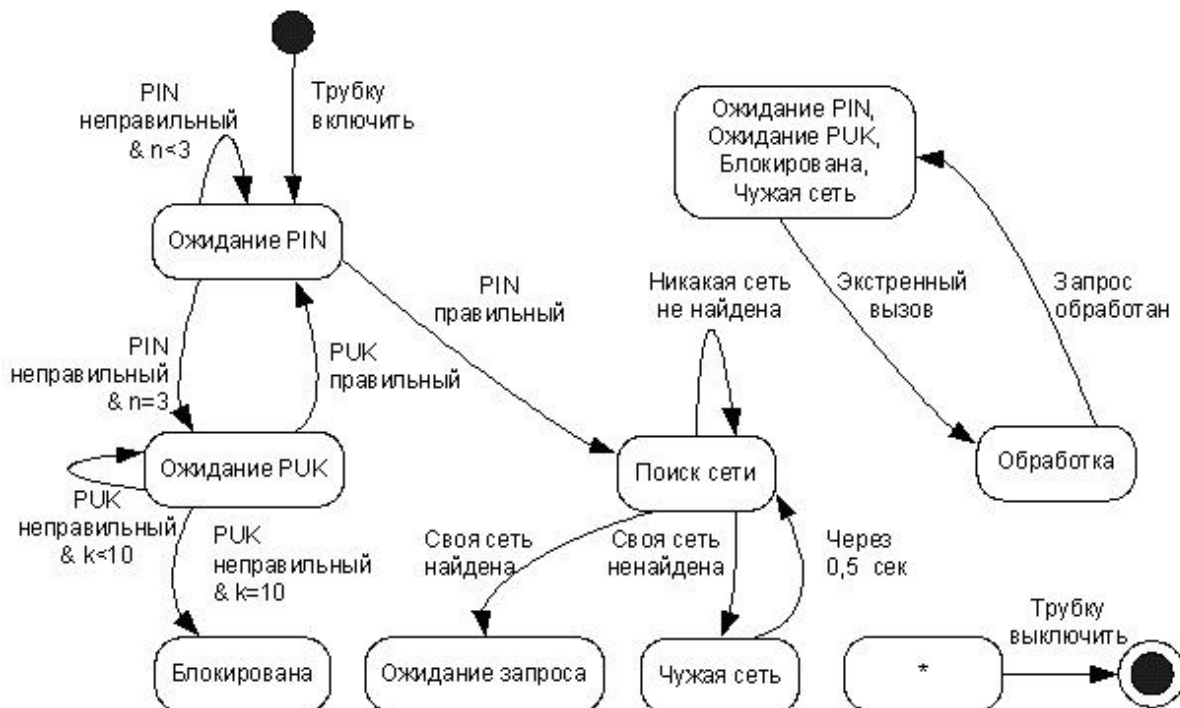 Трубку
включить
PIN
неправильный
& n<3
Ожидание PIN,
Ожидание PUK,
Блокирована,
Чужая сеть
Ожидание PIN
PIN
правильный
Никакая сеть
не найдена
Экстренный
вызов
Запрос
обработан
PIN
неправильный
& n=3
PUK
правильный
Ожидание PUK
Поиск сети
Обработка
PUK
неправильный
& k<10
PUK
неправильный
& k=10
Своя сеть
найдена
Своя сеть
ненайдена
Через
0,5 сек
Трубку
выключить
Блокирована
Ожидание запроса
Чужая сеть
*